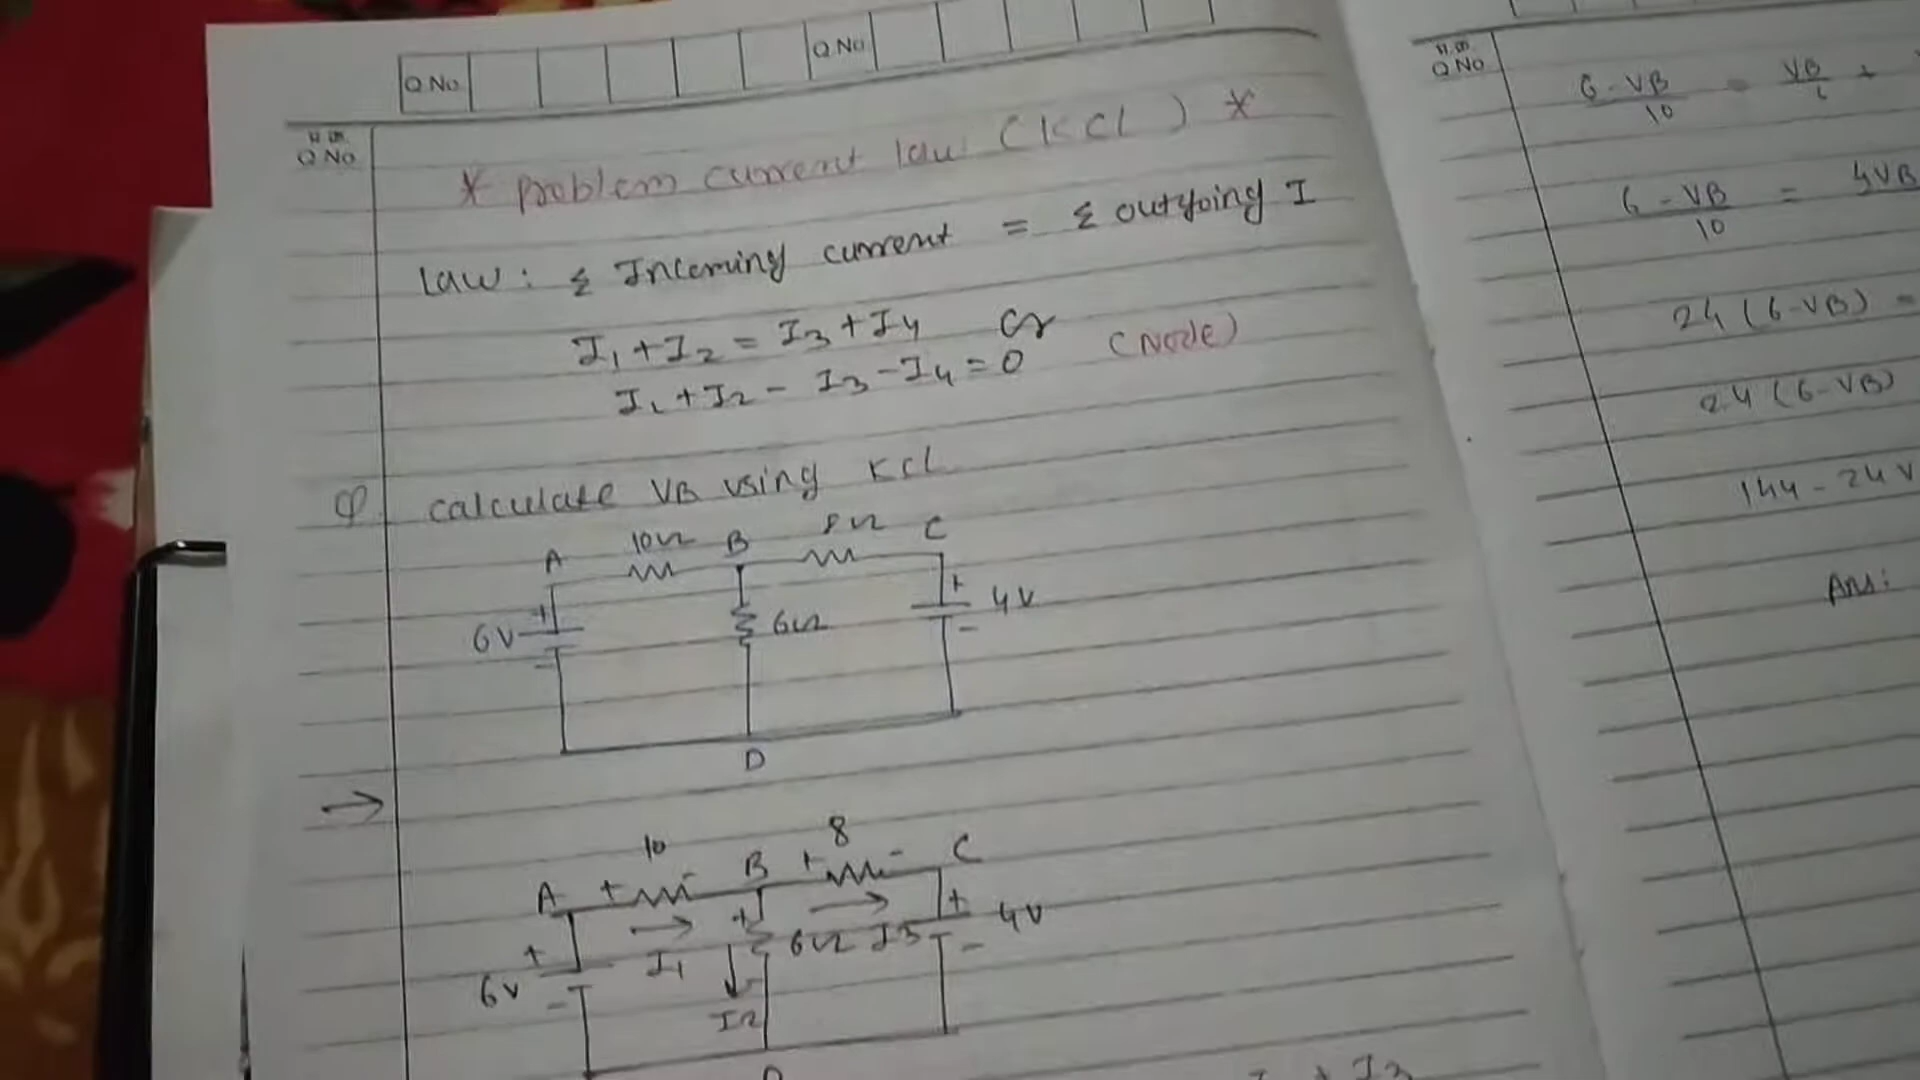 Q No Q No
Q No
* Problem current law (KCL) *
Law : Σ Incoming current = Σ outgoing I
I₁ + I₂ = I₃ + I₄ or
I₁ + I₂ - I₃ - I₄ = 0 (Node)
Q calculate VB using KCL
A 10Ω B 8Ω C
6V + - 6Ω + - 4V
D
→
A + 10 - B + 8 - C
6V + - I₁ + - 6Ω I₃ + - 4V
I₂
D
Q No
6 - VB / 10 = VB / 6 +
6 - VB / 10 = 4VB
24 (6 - VB) =
24 (6 - VB)
144 - 24 V
Ans :